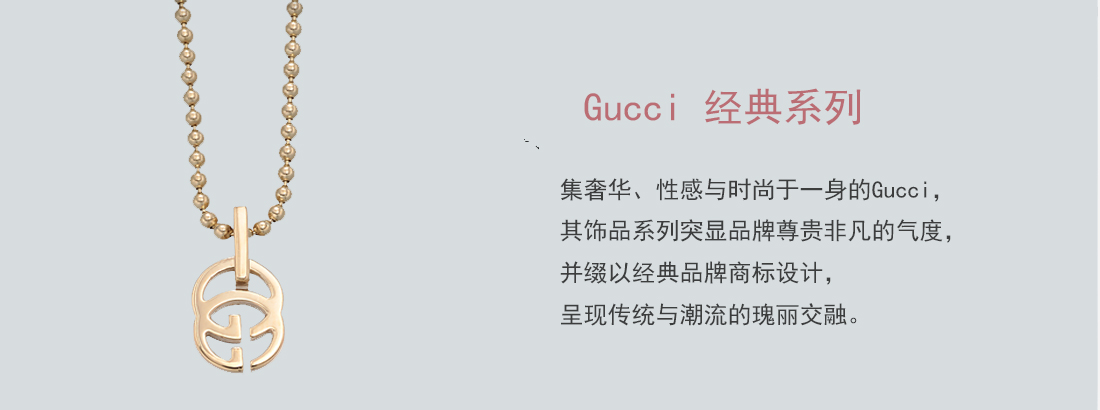 Gucci 经典系列
集奢华、性感与时尚于一身的Gucci，
其饰品系列突显品牌尊贵非凡的气度，
并缀以经典品牌商标设计，
呈现传统与潮流的瑰丽交融。